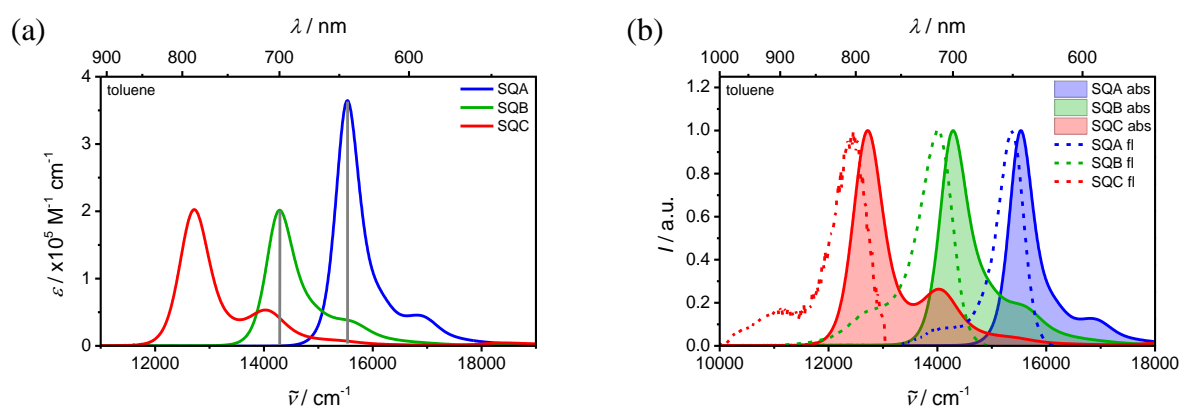 (a)
λ / nm
900 800 700 600
toluene
SQA
SQB
SQC
ε / x10⁵ M⁻¹ cm⁻¹
4
3
2
1
0
12000 14000 16000 18000
ν̃ / cm⁻¹
(b)
λ / nm
1000 900 800 700 600
toluene
SQA abs
SQB abs
SQC abs
SQA fl
SQB fl
SQC fl
I / a.u.
1.2
1.0
0.8
0.6
0.4
0.2
0.0
10000 12000 14000 16000 18000
ν̃ / cm⁻¹